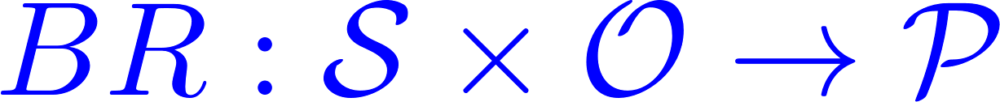 BR : 𝒮 × 𝒪 → 𝒫